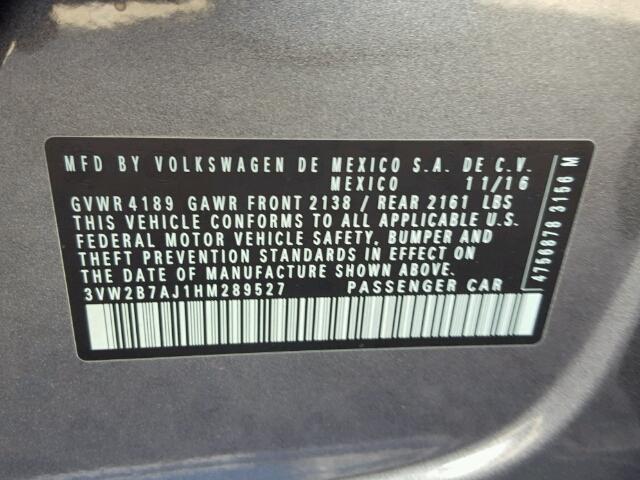 MFD BY VOLKSWAGEN DE MEXICO S.A. DE C.V.
MEXICO 11/16
GVWR 4189 GAWR FRONT 2138 / REAR 2161 LBS
THIS VEHICLE CONFORMS TO ALL APPLICABLE U.S.
FEDERAL MOTOR VEHICLE SAFETY, BUMPER AND
THEFT PREVENTION STANDARDS IN EFFECT ON
THE DATE OF MANUFACTURE SHOWN ABOVE.
3VW2B7AJ1HM289527 PASSENGER CAR
4756878 3156 M